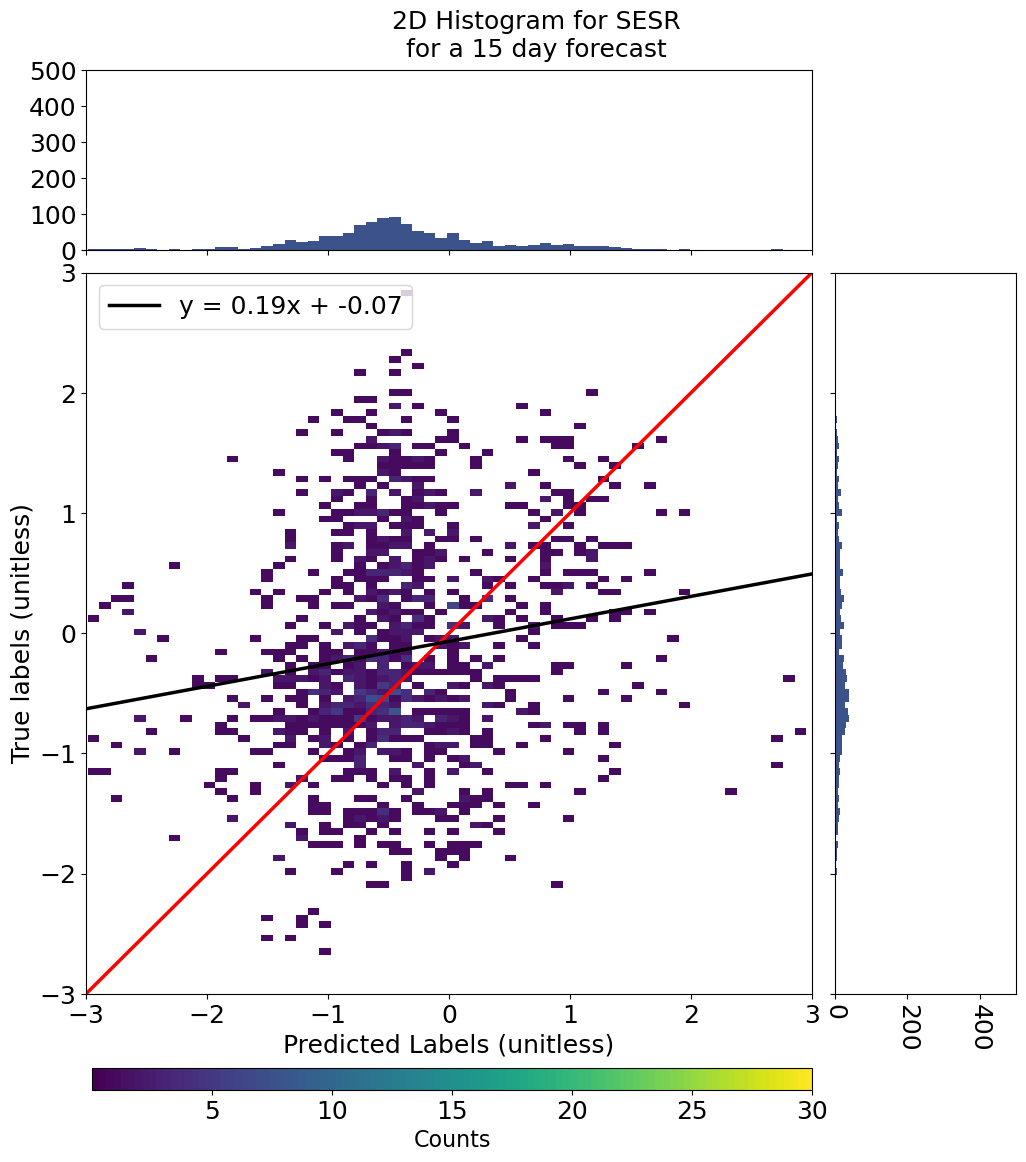 2D Histogram for SESR
for a 15 day forecast
500
400
300
200
100
0
3
2
1
0
−1
−2
−3
True labels (unitless)
y = 0.19x + -0.07
−3 −2 −1 0 1 2 3
Predicted Labels (unitless)
0 200 400
5 10 15 20 25 30
Counts